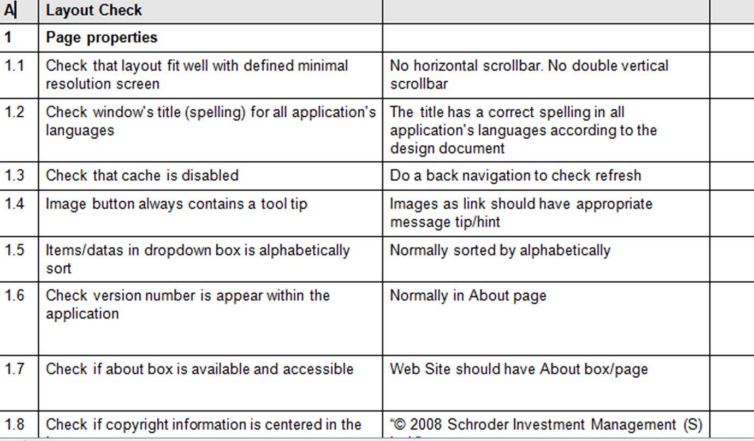 A Layout Check
1 Page properties
1.1 Check that layout fit well with defined minimal No horizontal scrollbar. No double vertical
resolution screen scrollbar
1.2 Check window's title (spelling) for all application's The title has a correct spelling in all
languages application's languages according to the
design document
1.3 Check that cache is disabled Do a back navigation to check refresh
1.4 Image button always contains a tool tip Images as link should have appropriate
message tip/hint
1.5 Items/datas in dropdown box is alphabetically Normally sorted by alphabetically
sort
1.6 Check version number is appear within the Normally in About page
application
1.7 Check if about box is available and accessible Web Site should have About box/page
1.8 Check if copyright information is centered in the "© 2008 Schroder Investment Management (S)